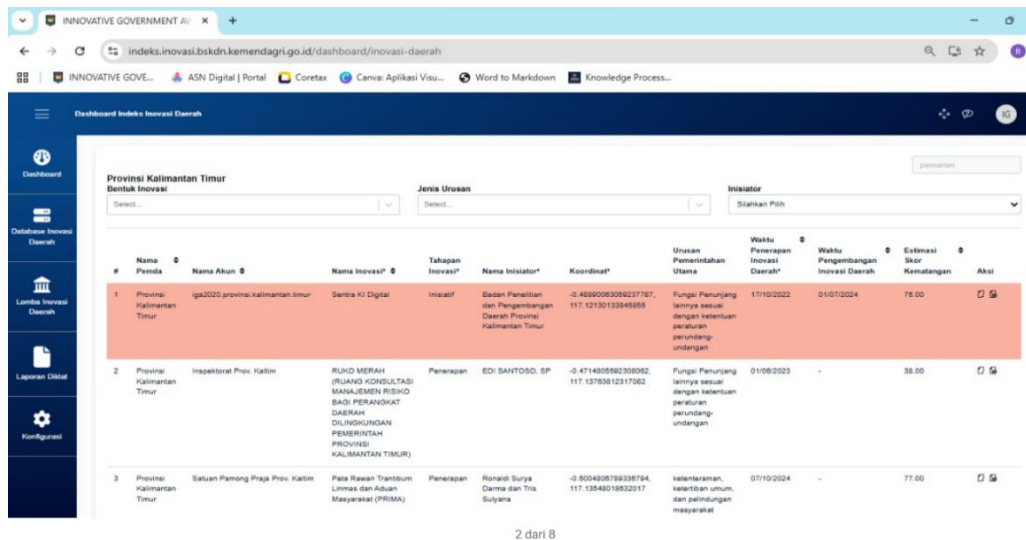 INNOVATIVE GOVERNMENT AW
indeks.inovasi.bskdn.kemendagri.go.id/dashboard/inovasi-daerah
INNOVATIVE GOVE... ASN Digital | Portal Coretax Canva: Aplikasi Visu... Word to Markdown Knowledge Process...
Dashboard Indeks Inovasi Daerah
IG
Dashboard
Database Inovasi
Daerah
Lomba Inovasi
Daerah
Laporan Diklat
Konfigurasi
pencarian
Provinsi Kalimantan Timur
Bentuk Inovasi Jenis Urusan Inisiator
Select... Select... Silahkan Pilih
# Nama Pemda Nama Akun Nama Inovasi* Tahapan Inovasi* Nama Inisiator* Koordinat* Urusan Pemerintahan Utama Waktu Penerapan Inovasi Daerah* Waktu Pengembangan Inovasi Daerah Estimasi Skor Kematangan Aksi
1 Provinsi Kalimantan Timur iga2020.provinsi.kalimantan.timur Sentra KI Digital Inisiatif Badan Penelitian dan Pengembangan Daerah Provinsi Kalimantan Timur 117.12130133845955 Fungsi Penunjang lainnya sesuai dengan ketentuan peraturan perundang-undangan 17/10/2022 01/07/2024 75.00
2 Provinsi Kalimantan Timur Inspektorat Prov. Kaltim RUKO MERAH (RUANG KONSULTASI MANAJEMEN RISIKO BAGI PERANGKAT DAERAH DILINGKUNGAN PEMERINTAH PROVINSI KALIMANTAN TIMUR) Penerapan EDI SANTOSO, SP -0.4714805592308062, 117.13763812317082 Fungsi Penunjang lainnya sesuai dengan ketentuan peraturan perundang-undangan 01/06/2023 - 38.00
3 Provinsi Kalimantan Timur Satuan Pamong Praja Prov. Kaltim Peta Rawan Trantibum Linmas dan Aduan Masyarakat (PRIMA) Penerapan Ronaldi Surya Darma dan Tris Sulyana -0.5004806789336794, 117.13548018632017 ketenteraman, ketertiban umum, dan pelindungan masyarakat 07/10/2024 - 77.00
2 dari 8